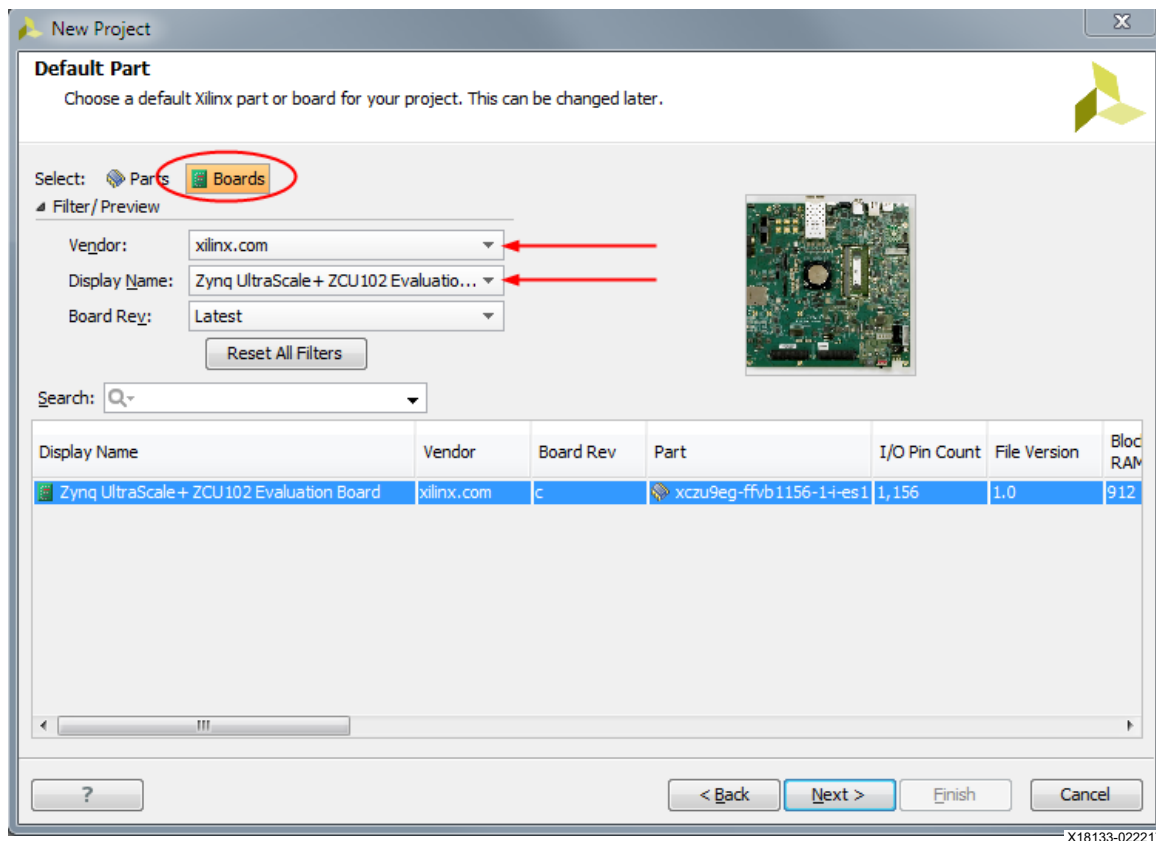 New Project
Default Part
Choose a default Xilinx part or board for your project. This can be changed later.
Select: Parts Boards
Filter/Preview
Vendor: xilinx.com
Display Name: Zynq UltraScale+ ZCU102 Evaluatio...
Board Rev: Latest
Reset All Filters
Search:
Display Name Vendor Board Rev Part I/O Pin Count File Version Bloc RAM
Zynq UltraScale+ ZCU102 Evaluation Board xilinx.com c xczu9eg-ffvb1156-1-i-es1 1,156 1.0 912
? < Back Next > Finish Cancel
X18133-02221